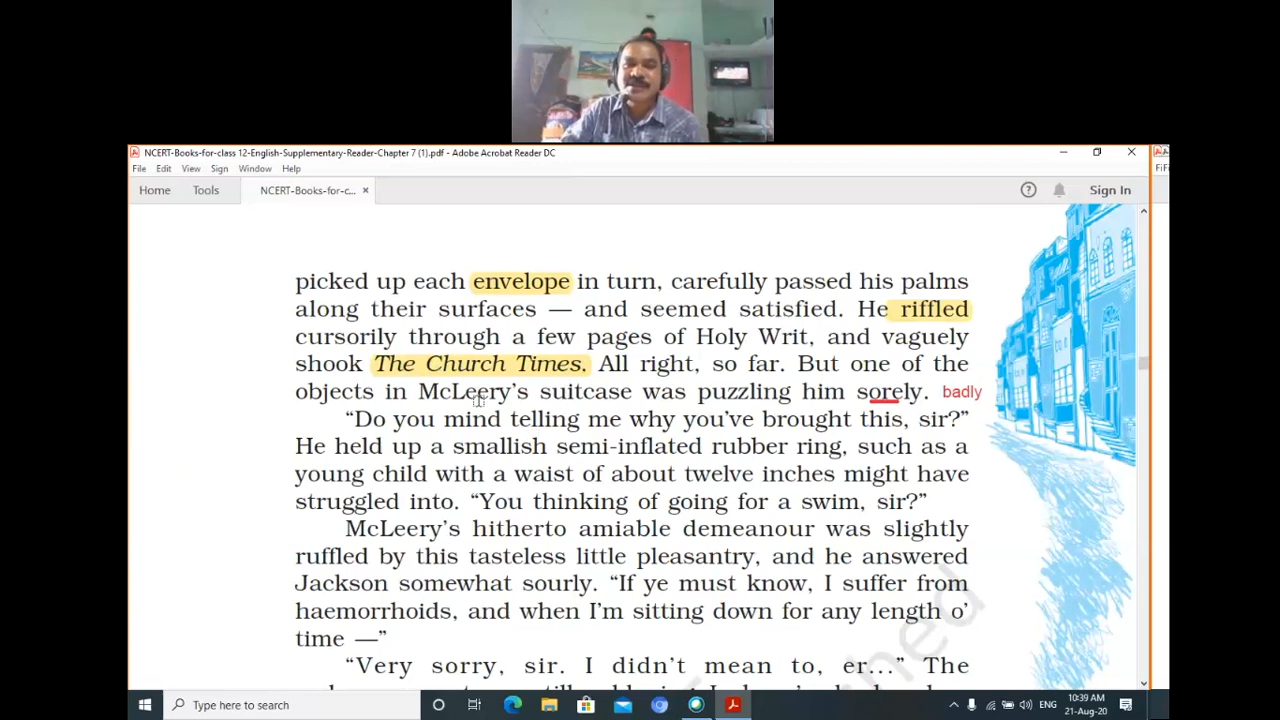 NCERT-Books-for-class 12-English-Supplementary-Reader-Chapter 7 (1).pdf - Adobe Acrobat Reader DC
File Edit View Sign Window Help
Home Tools NCERT-Books-for-c... × Sign In
picked up each envelope in turn, carefully passed his palms
along their surfaces — and seemed satisfied. He riffled
cursorily through a few pages of Holy Writ, and vaguely
shook The Church Times. All right, so far. But one of the
objects in McLeery’s suitcase was puzzling him sorely. badly
“Do you mind telling me why you’ve brought this, sir?”
He held up a smallish semi-inflated rubber ring, such as a
young child with a waist of about twelve inches might have
struggled into. “You thinking of going for a swim, sir?”
McLeery’s hitherto amiable demeanour was slightly
ruffled by this tasteless little pleasantry, and he answered
Jackson somewhat sourly. “If ye must know, I suffer from
haemorrhoids, and when I’m sitting down for any length o’
time —”
“Very sorry, sir. I didn’t mean to, er...” The
Type here to search
ENG
10:39 AM
21-Aug-20